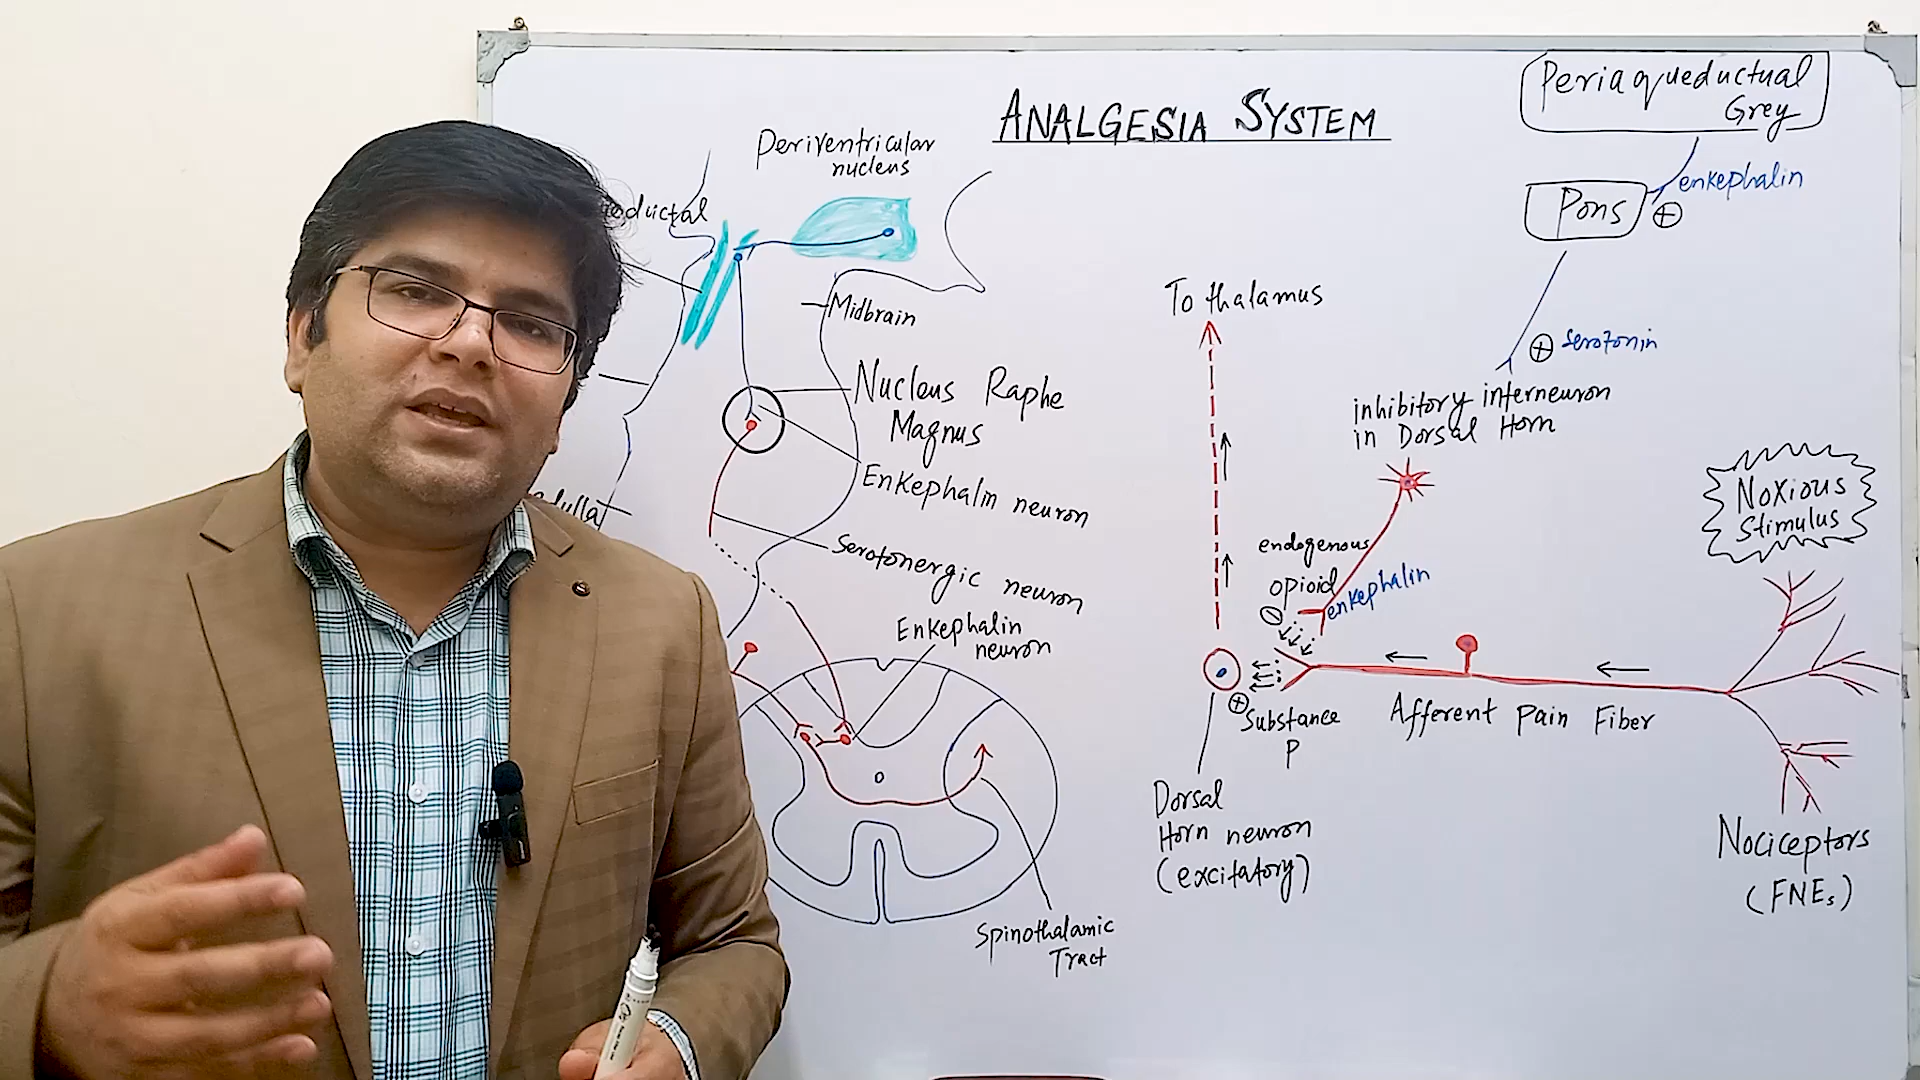 ANALGESIA SYSTEM
Periventricular
nucleus
Midbrain
Nucleus Raphe
Magnus
Enkephalin neuron
Serotonergic neuron
Enkephalin
neuron
Spinothalamic
Tract
Periaqueductual
Grey
enkephalin
+
Pons
+ serotonin
inhibitory interneuron
in Dorsal Horn
To thalamus
endogenous
opioid
enkephalin
-
+
Substance
P
Afferent Pain Fiber
Dorsal
Horn neuron
(excitatory)
Noxious
Stimulus
Nociceptors
(FNEs)